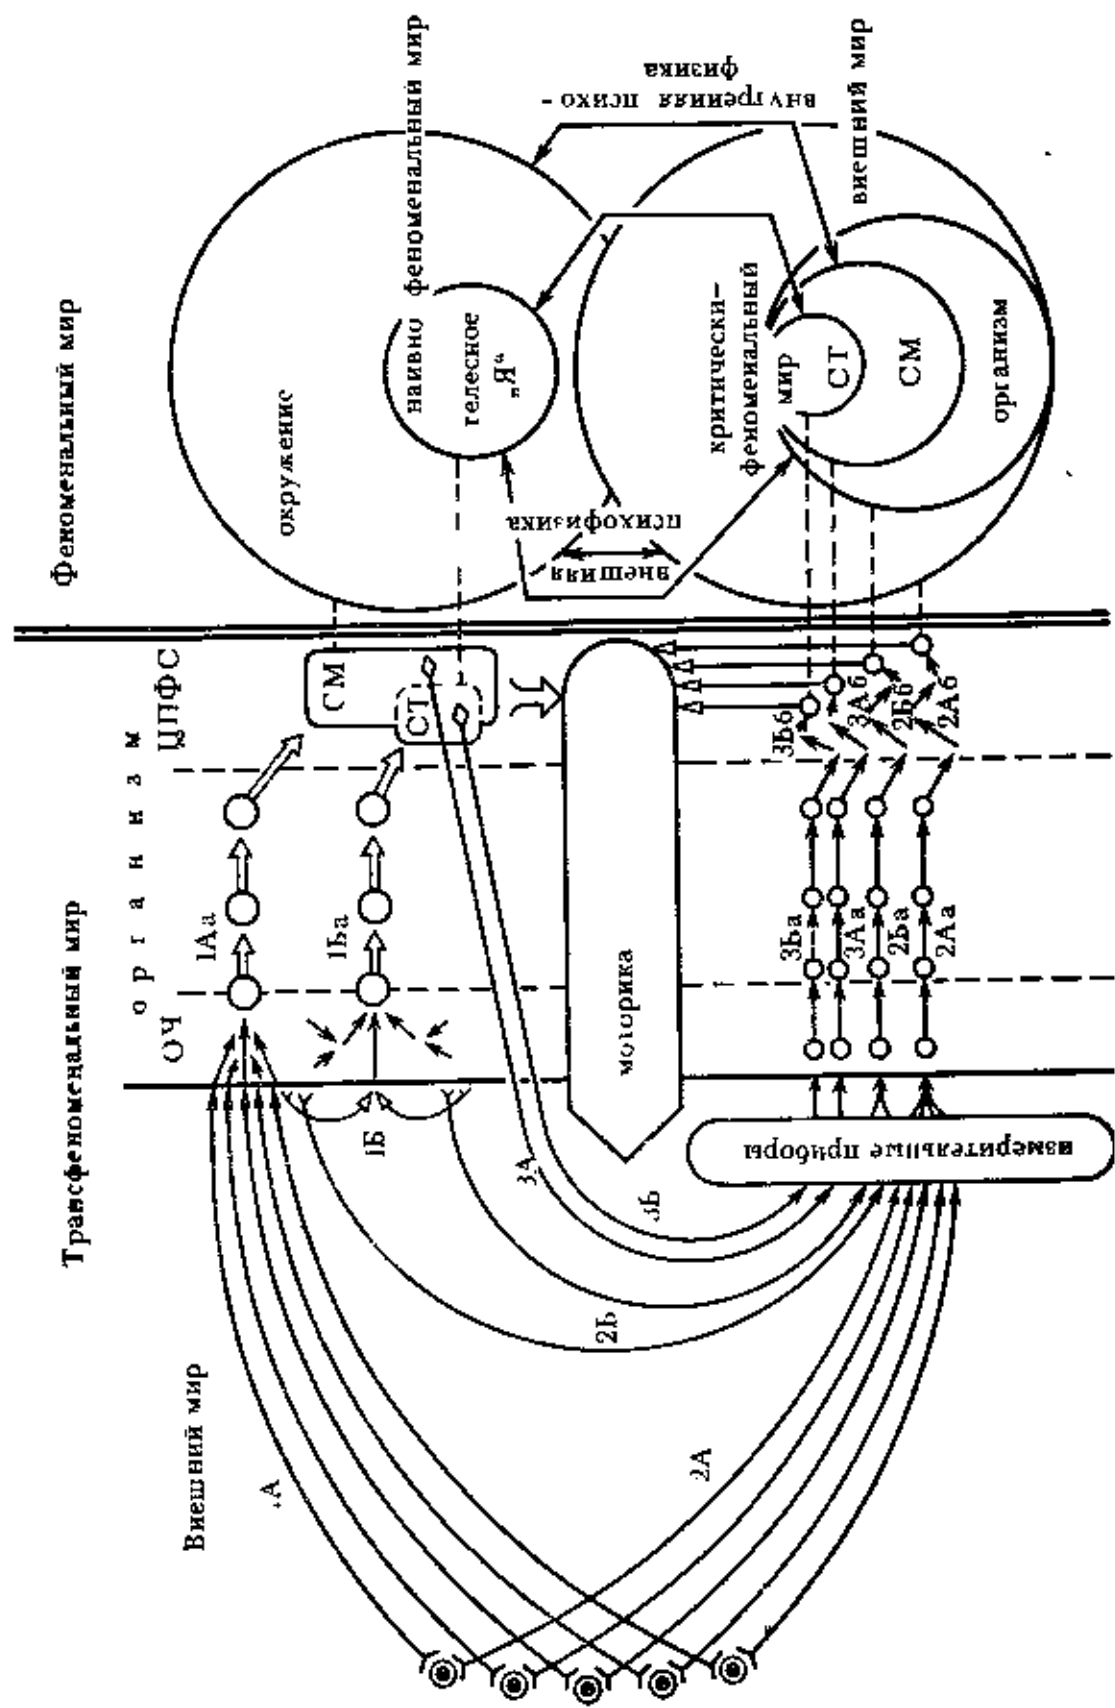 Трансфеноменальный мир
Феноменальный мир
Внешний мир
организм
ОЧ
ЦПФС
1Аа
СМ
окружение
1Ба
СТ
наивно феноменальный мир
телесное
„Я“
1Б
внутренняя психо-
физика
3А
внешняя
психофизика
моторика
2Б
3Б
критически-
феноменальный
мир
внешний мир
2А
измерительные приборы
3Ба
3Аа
2Ба
2Аа
3Бб
3Аб
2Бб
2Аб
СТ
СМ
организм